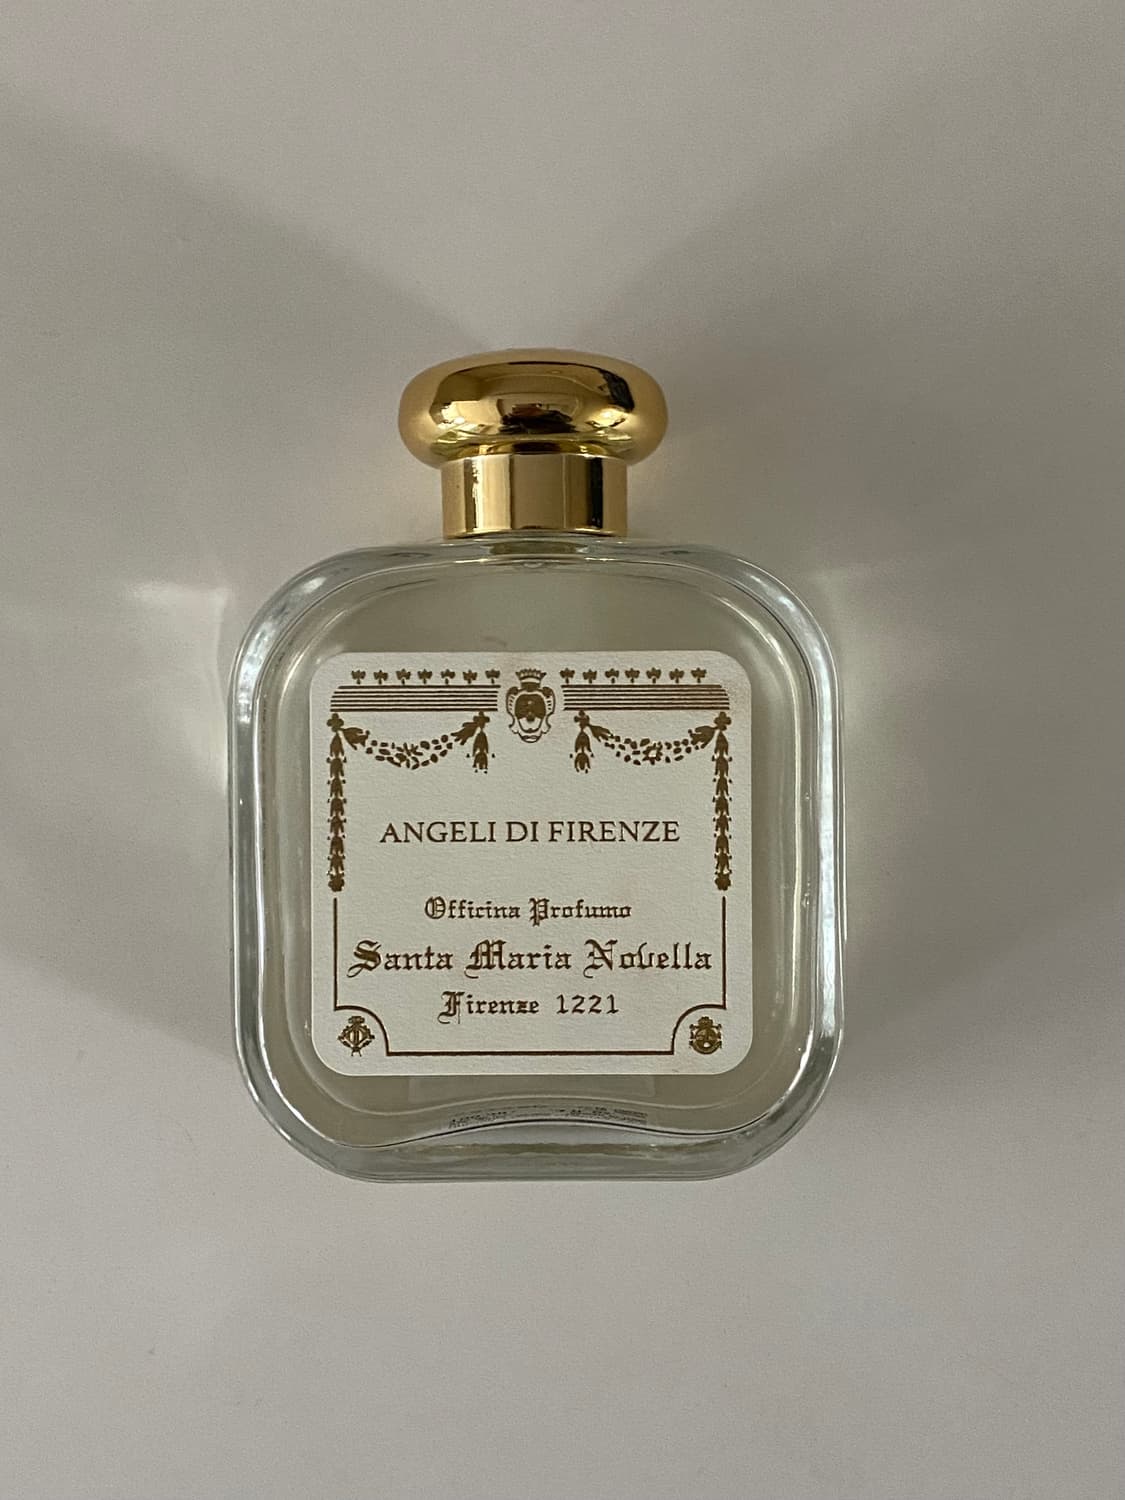 ANGELI DI FIRENZE
Officina Profumo
Santa Maria Novella
Firenze 1221